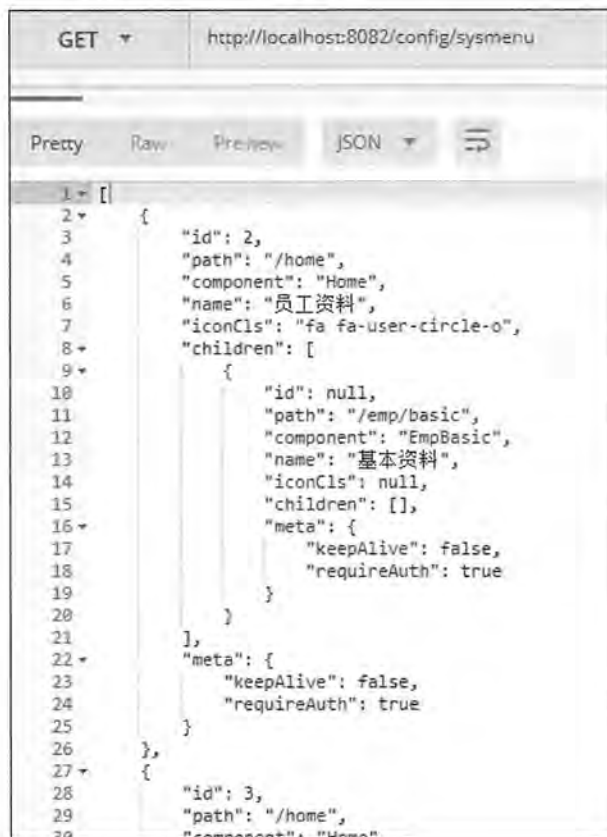 GET http://localhost:8082/config/sysmenu
Pretty Raw Preview JSON
1 [
2 {
3 "id": 2,
4 "path": "/home",
5 "component": "Home",
6 "name": "员工资料",
7 "iconCls": "fa fa-user-circle-o",
8 "children": [
9 {
10 "id": null,
11 "path": "/emp/basic",
12 "component": "EmpBasic",
13 "name": "基本资料",
14 "iconCls": null,
15 "children": [],
16 "meta": {
17 "keepAlive": false,
18 "requireAuth": true
19 }
20 }
21 ],
22 "meta": {
23 "keepAlive": false,
24 "requireAuth": true
25 }
26 },
27 {
28 "id": 3,
29 "path": "/home",
30 "component": "Home"